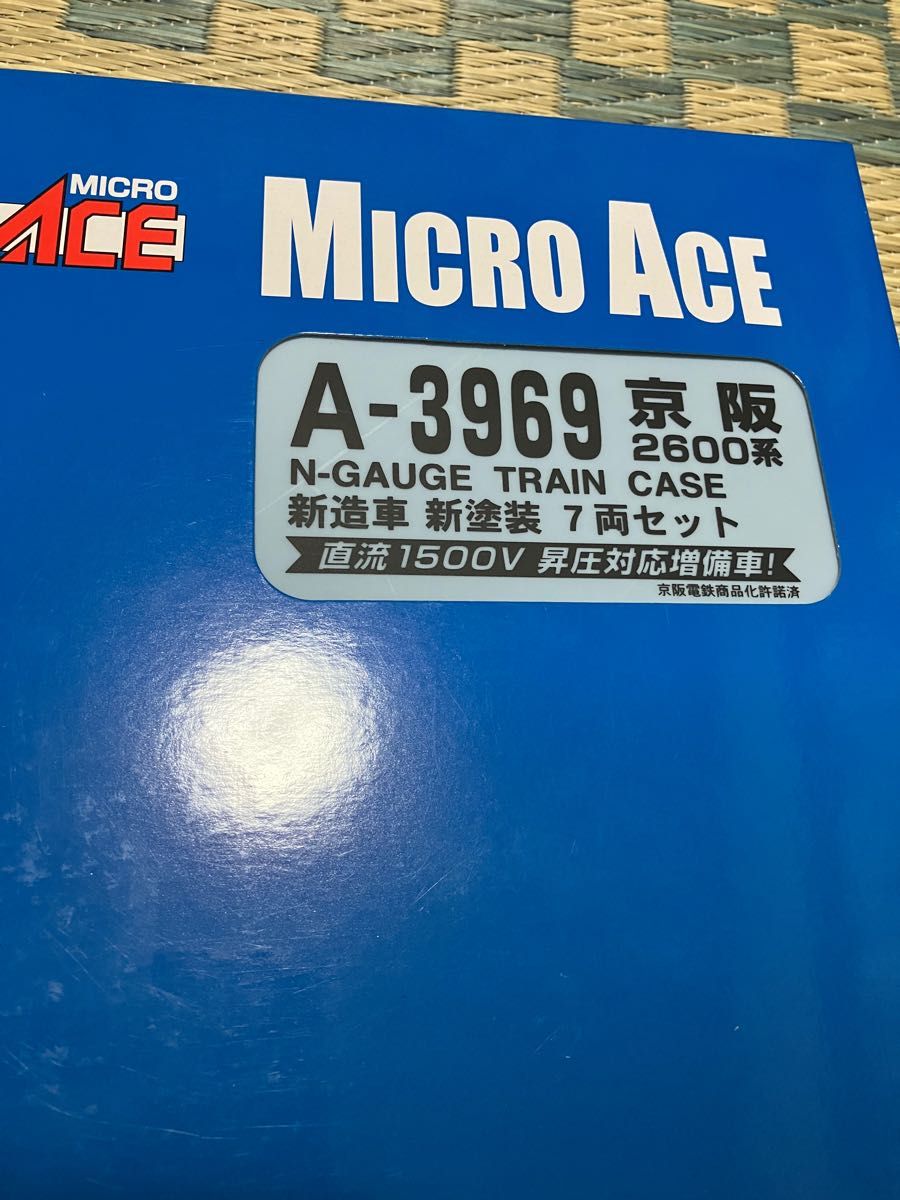 MICRO
ACE
MICRO ACE
A-3969 京阪
2600系
N-GAUGE TRAIN CASE
新造車 新塗装 7両セット
直流1500V 昇圧対応増備車!
京阪電鉄商品化許諾済